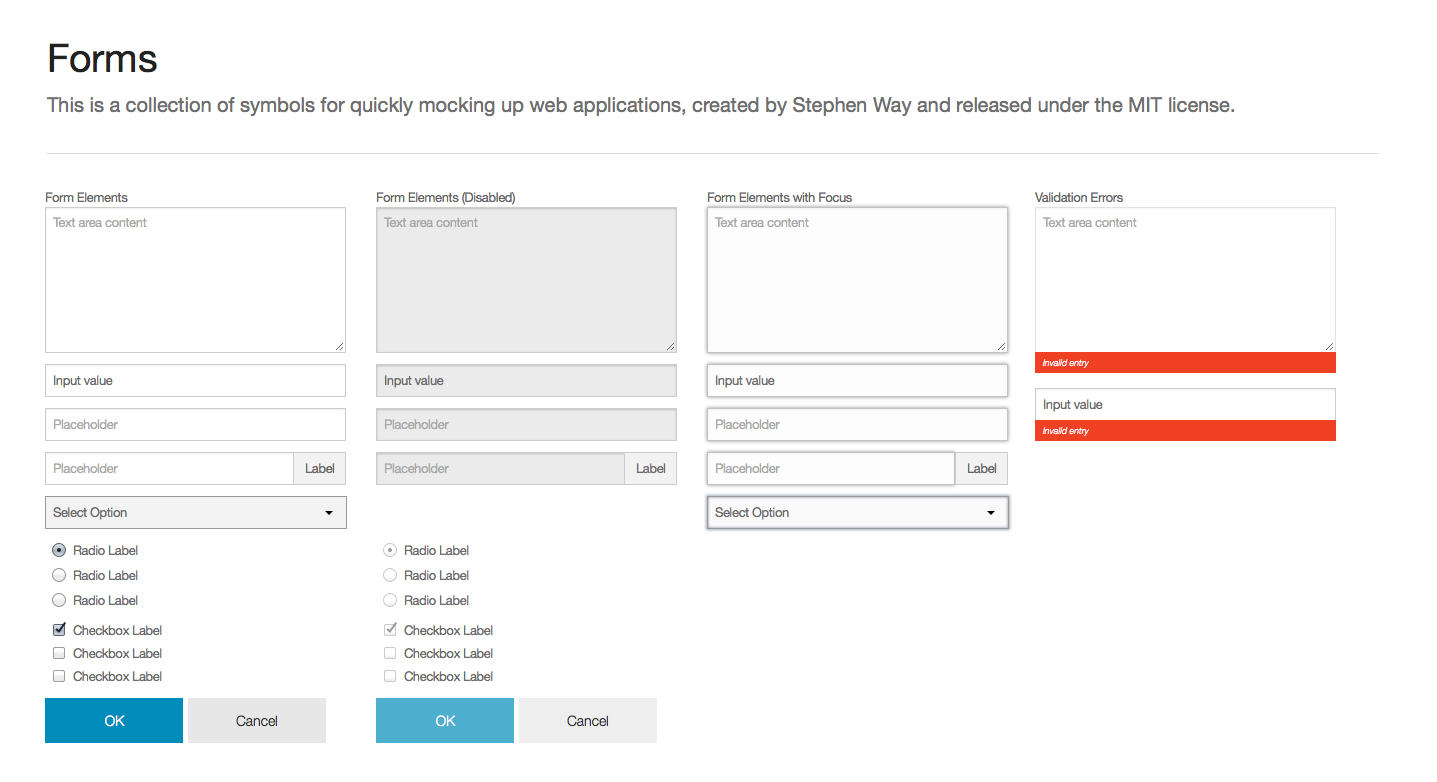 Forms
This is a collection of symbols for quickly mocking up web applications, created by Stephen Way and released under the MIT license.
Form Elements
Text area content
Input value
Placeholder
Placeholder Label
Select Option
Radio Label
Radio Label
Radio Label
Checkbox Label
Checkbox Label
Checkbox Label
OK Cancel
Form Elements (Disabled)
Text area content
Input value
Placeholder
Placeholder Label
Radio Label
Radio Label
Radio Label
Checkbox Label
Checkbox Label
Checkbox Label
OK Cancel
Form Elements with Focus
Text area content
Input value
Placeholder
Placeholder Label
Select Option
Validation Errors
Text area content
Invalid entry
Input value
Invalid entry